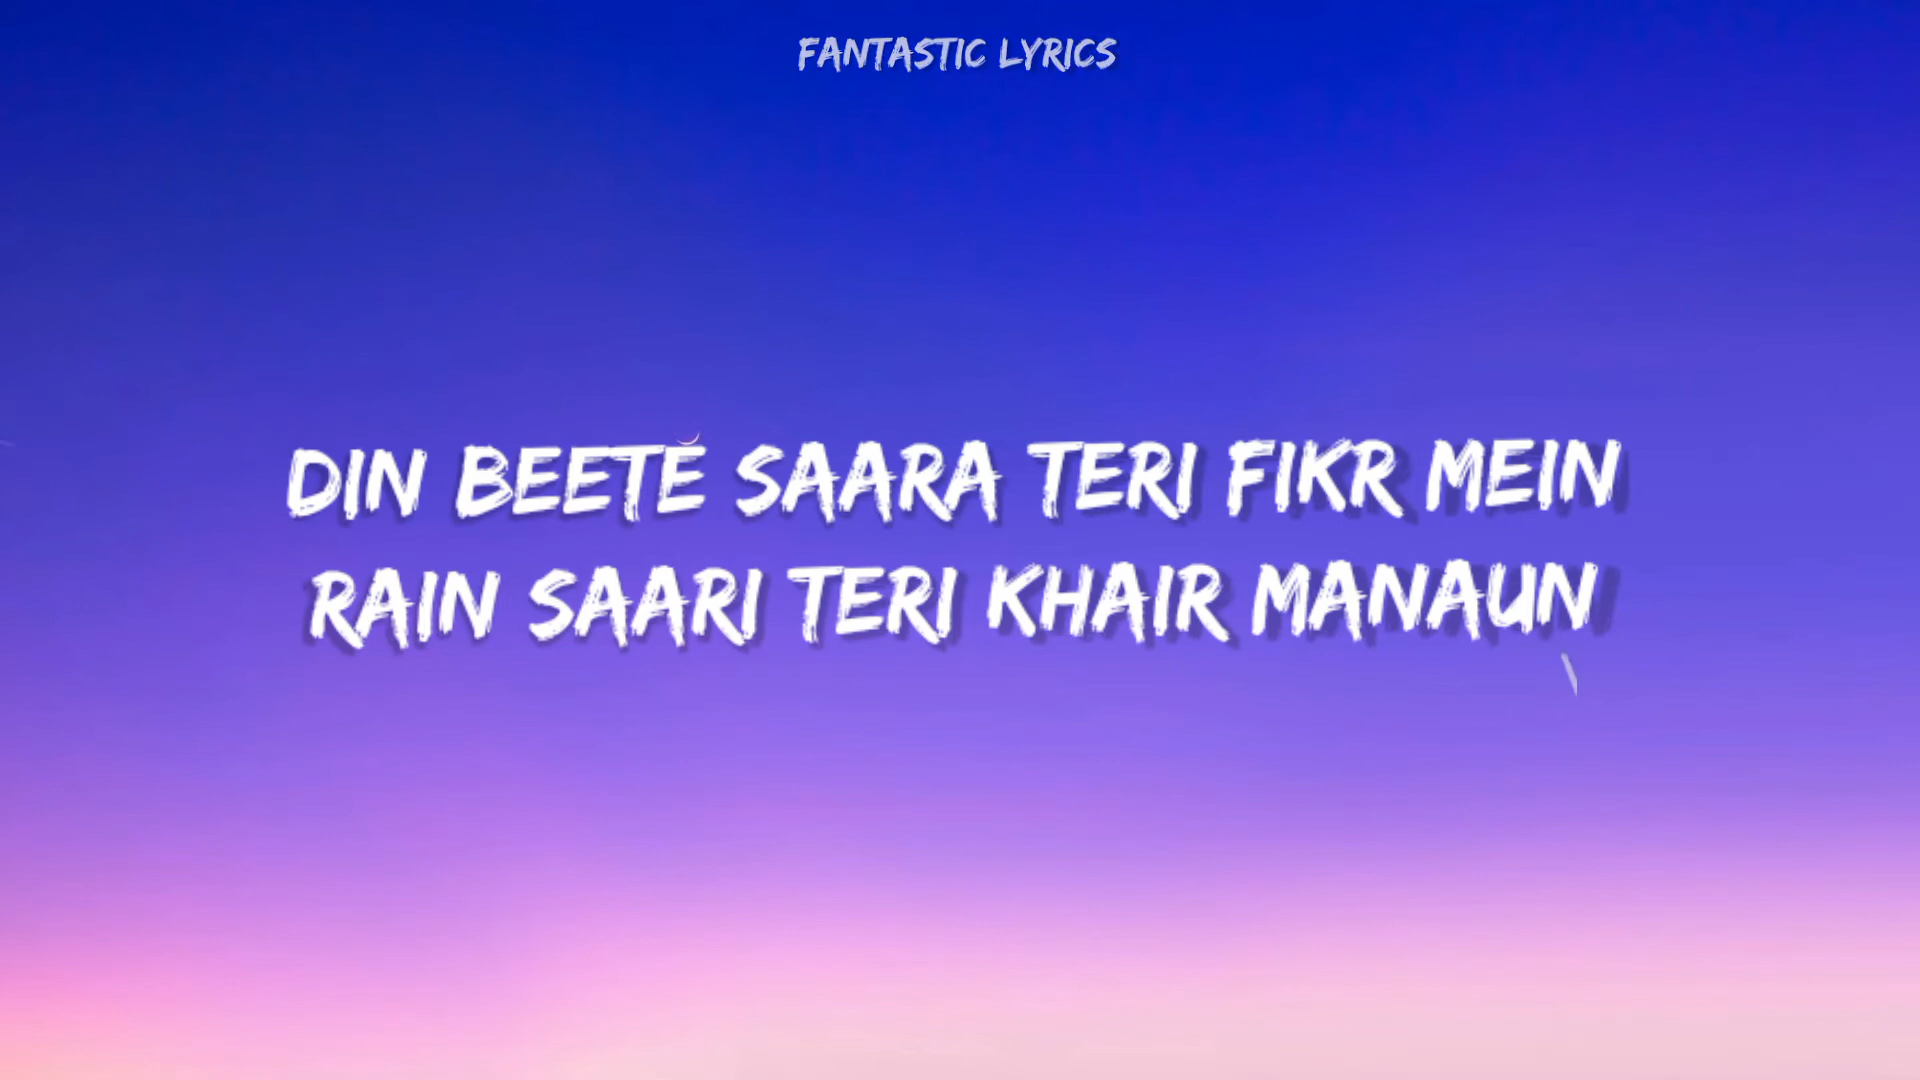 FANTASTIC LYRICS
DIN BEETE SAARA TERI FIKR MEIN
RAIN SAARI TERI KHAIR MANAUN